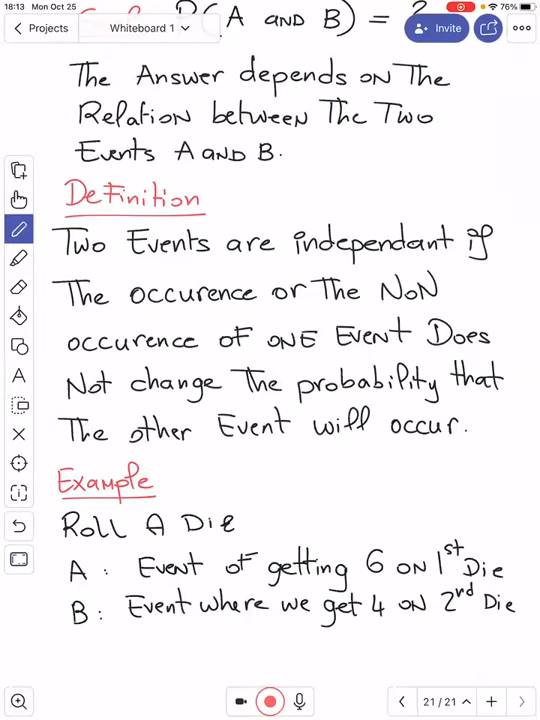 18:13 Mon Oct 25
76%
P(A AND B) = ?
Projects
Whiteboard 1
Invite
The Answer depends on The
Relation between The Two
Events A AND B.
Definition
Two Events are independant if
The occurence or The NoN
occurence of ONE Event Does
Not change The probability that
The other Event will occur.
Example
Roll A Die
A : Event of getting 6 on 1st Die
B : Event where we get 4 on 2rd Die
A
21/21